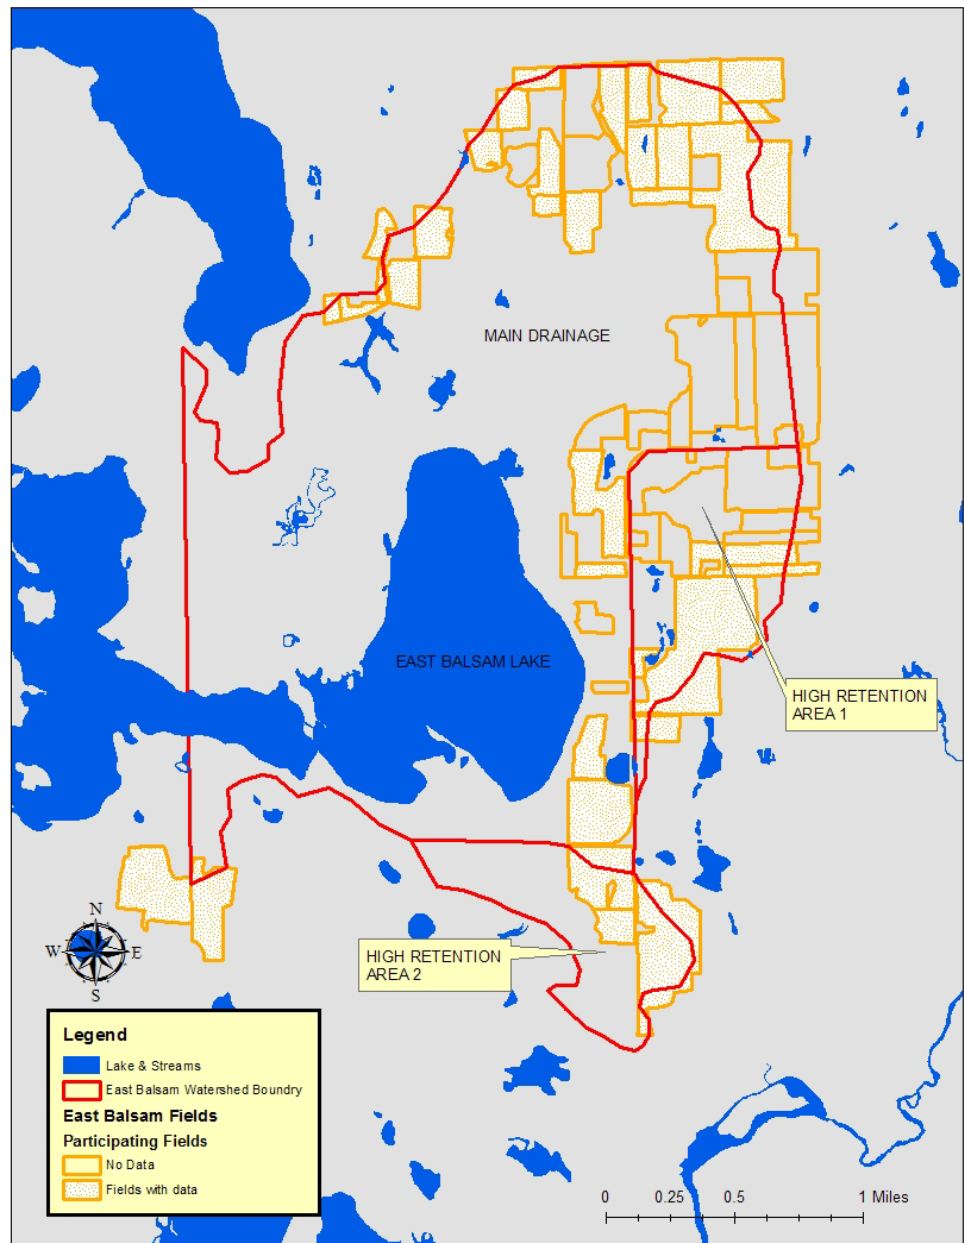 MAIN DRAINAGE
EAST BALSAM LAKE
HIGH RETENTION
AREA 1
N
W
E
S
HIGH RETENTION
AREA 2
Legend
Lake & Streams
East Balsam Watershed Boundry
East Balsam Fields
Participating Fields
No Data
Fields with data
0 0.25 0.5 1 Miles